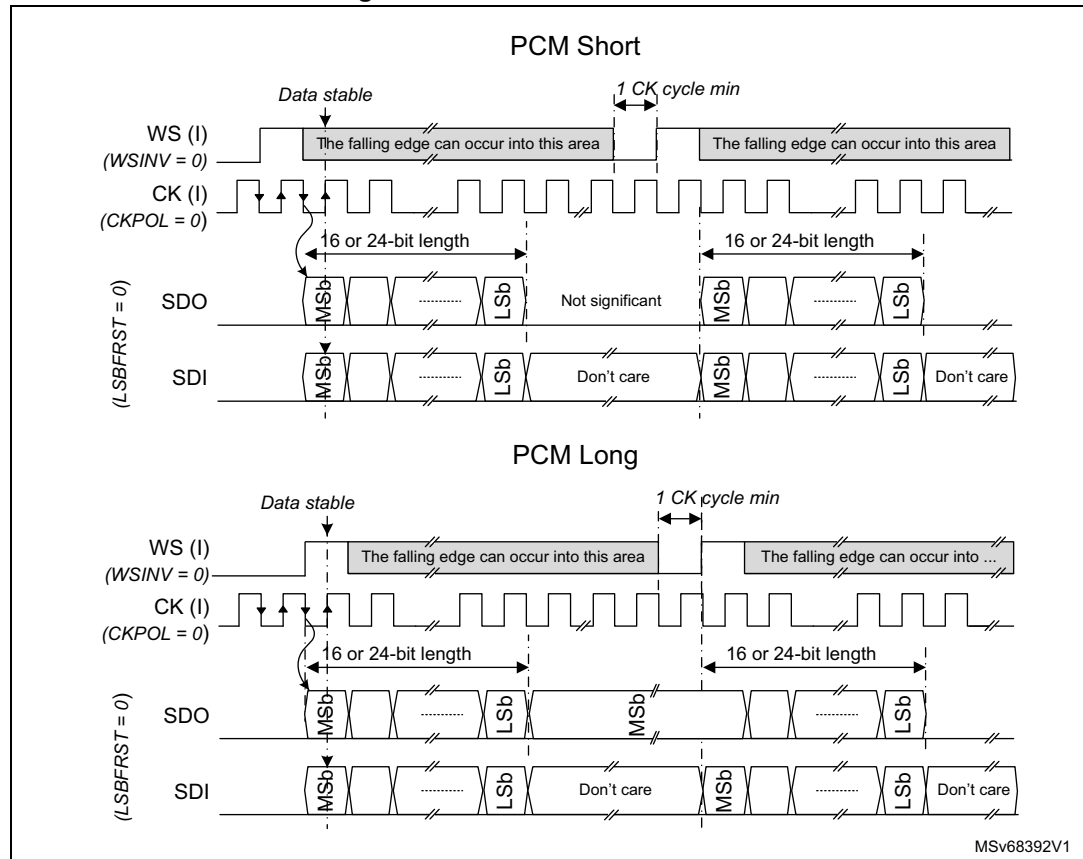 PCM Short
1 CK cycle min
Data stable
WS (I)
(WSINV = 0)
The falling edge can occur into this area
The falling edge can occur into this area
CK (I)
(CKPOL = 0)
16 or 24-bit length
16 or 24-bit length
(LSBFRST = 0)
SDO
MSb
LSb
Not significant
MSb
LSb
SDI
MSb
LSb
Don't care
MSb
LSb
Don't care
PCM Long
1 CK cycle min
Data stable
WS (I)
(WSINV = 0)
The falling edge can occur into this area
The falling edge can occur into ...
CK (I)
(CKPOL = 0)
16 or 24-bit length
16 or 24-bit length
(LSBFRST = 0)
SDO
MSb
LSb
MSb
LSb
SDI
MSb
LSb
Don't care
MSb
LSb
Don't care
MSv68392V1